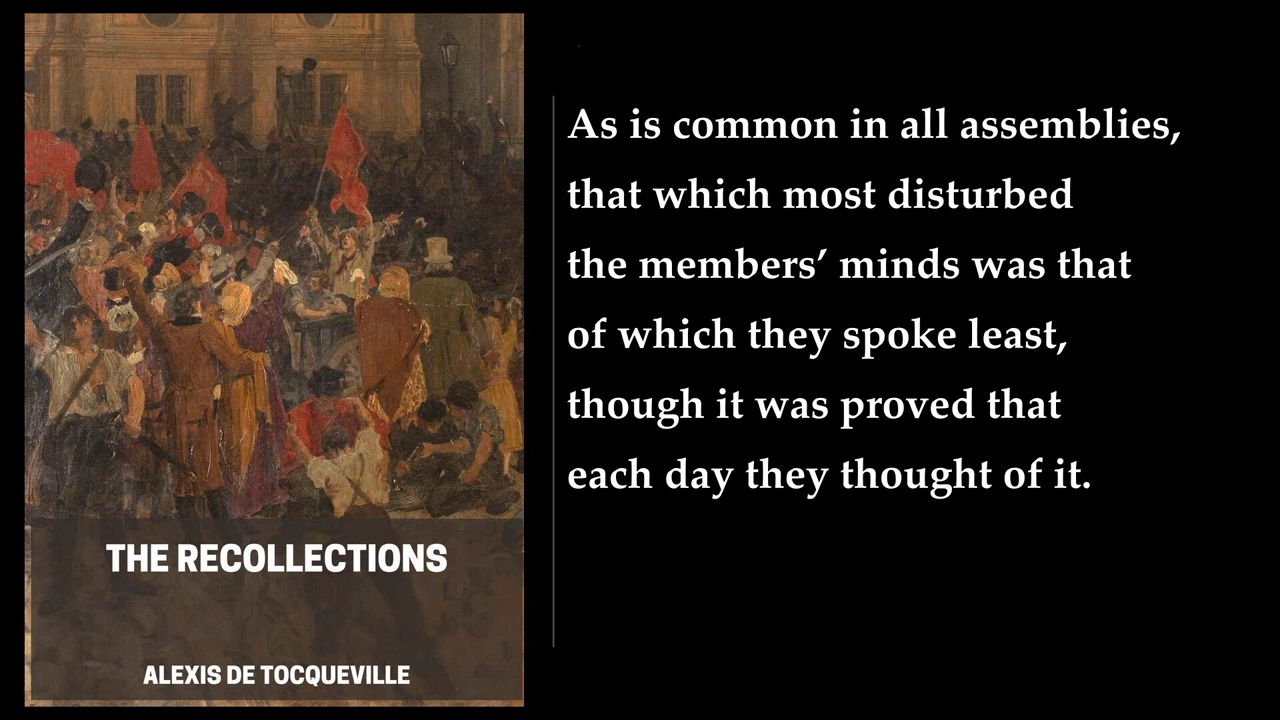 As is common in all assemblies,
that which most disturbed
the members’ minds was that
of which they spoke least,
though it was proved that
each day they thought of it.
THE RECOLLECTIONS
ALEXIS DE TOCQUEVILLE